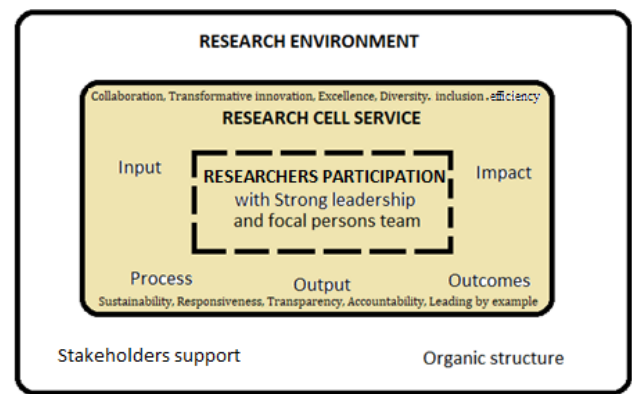 RESEARCH ENVIRONMENT
Collaboration, Transformative innovation, Excellence, Diversity. inclusion .efficiency
RESEARCH CELL SERVICE
Input
RESEARCHERS PARTICIPATION
Impact
with Strong leadership
and focal persons team
Process
Output
Outcomes
Sustainability, Responsiveness, Transparency, Accountability, Leading by example
Stakeholders support
Organic structure